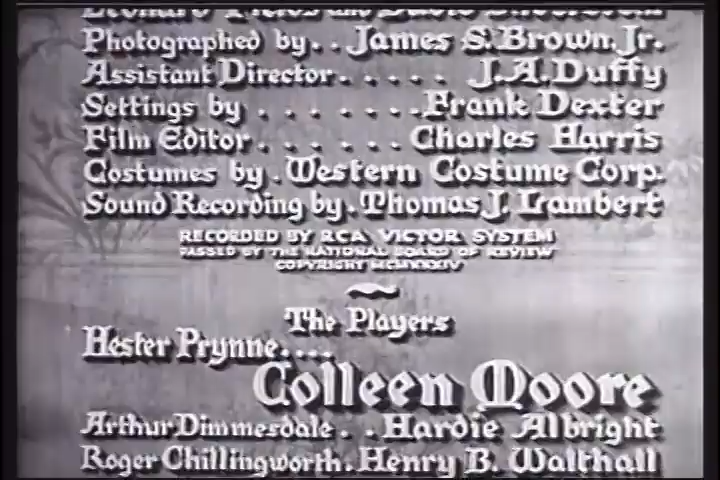 Photographed by.. James S. Brown. Jr.
Assistant Director..... J.A. Duffy
Settings by ....... Frank Dexter
Film Editor...... Charles Harris
Costumes by . Western Costume Corp.
Sound Recording by. Thomas J. Lambert
RECORDED BY RCA VICTOR SYSTEM
PASSED BY THE NATIONAL BOARD OF REVIEW
COPYRIGHT MCMXXXIV
The Players
Hester Prynne....
Colleen Moore
Arthur Dimmesdale.. Hardie Albright
Roger Chillingworth. Henry B. Walthall